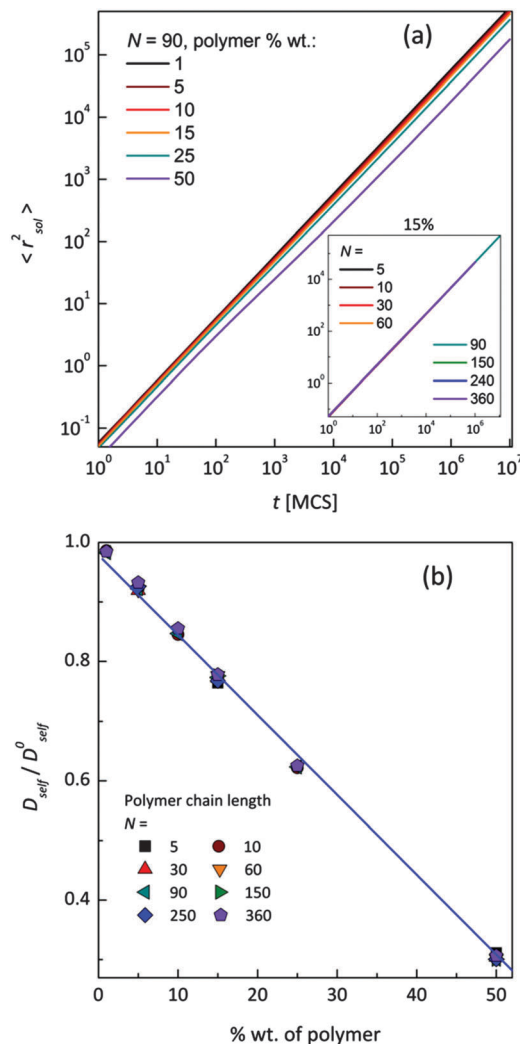 (a)
N = 90, polymer % wt.:
1
5
10
15
25
50
< r²sol >
10⁵
10⁴
10³
10²
10¹
10⁰
10⁻¹
10⁰ 10¹ 10² 10³ 10⁴ 10⁵ 10⁶ 10⁷
t [MCS]
15%
N =
5
10
30
60
90
150
240
360
10⁴
10²
10⁰
10⁰ 10² 10⁴ 10⁶
(b)
1.0
0.8
0.6
0.4
Dself / D⁰self
Polymer chain length
N =
5 10
30 60
90 150
250 360
0 10 20 30 40 50
% wt. of polymer